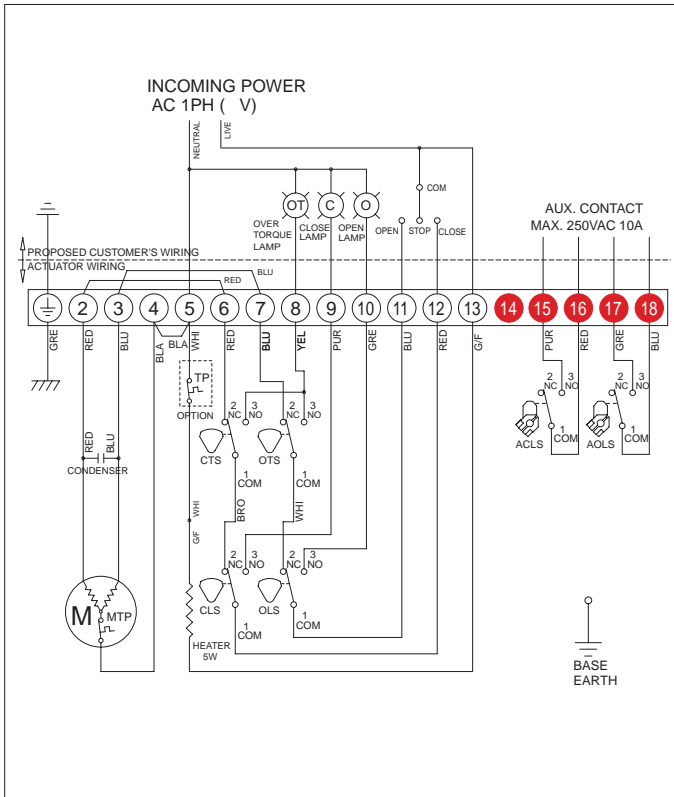 INCOMING POWER
AC 1PH ( V)
NEUTRAL
LIVE
COM
OT
C
O
OVER
TORQUE
LAMP
CLOSE
LAMP
OPEN
LAMP
OPEN
STOP
CLOSE
AUX. CONTACT
MAX. 250VAC 10A
PROPOSED CUSTOMER'S WIRING
ACTUATOR WIRING
RED
BLU
2 3 4 5 6 7 8 9 10 11 12 13 14 15 16 17 18
GRE
RED
BLU
BLA
BLA
WHI
RED
BLU
YEL
PUR
GRE
BLU
RED
G/F
PUR
RED
GRE
BLU
TP
OPTION
2
NC
3
NO
CTS
1
COM
2
NC
3
NO
OTS
1
COM
2
NC
3
NO
ACLS
1
COM
2
NC
3
NO
AOLS
1
COM
RED
BLU
CONDENSER
WHI
G/F
BRO
WHI
2
NC
3
NO
CLS
1
COM
2
NC
3
NO
OLS
1
COM
M
MTP
HEATER
5W
BASE
EARTH